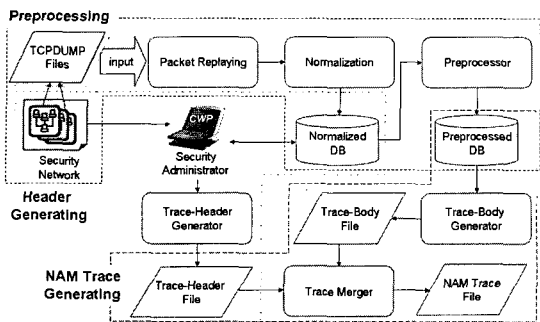 Preprocessing
TCPDUMP
Files
input
Packet Replaying
Normalization
Preprocessor
CWP
Security
Network
Security
Administrator
Normalized
DB
Preprocessed
DB
Header
Generating
Trace-Header
Generator
Trace-Body
File
Trace-Body
Generator
NAM Trace
Generating
Trace-Header
File
Trace Merger
NAM Trace
File